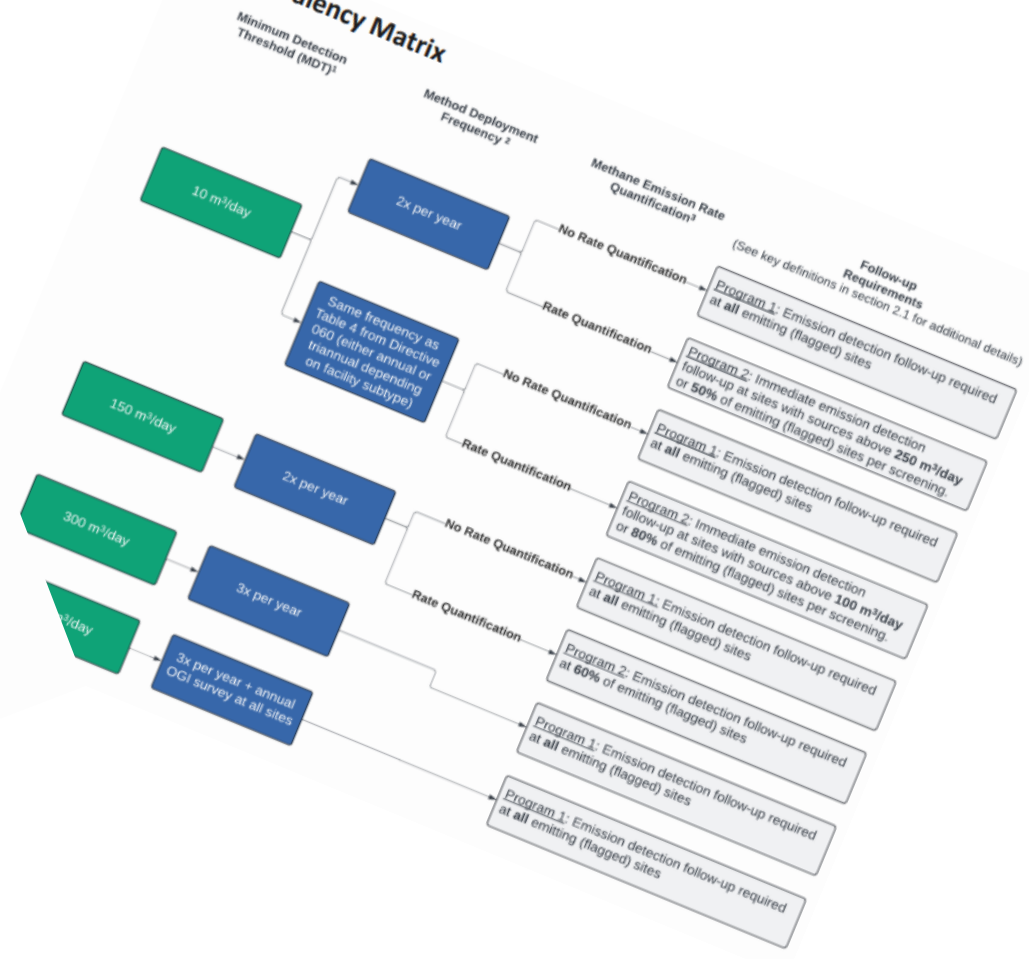 Matrix
Minimum Detection
Threshold (MDT)¹
Method Deployment
Frequency ²
Methane Emission Rate
Quantification³
Follow-up
Requirements
(See key definitions in section 2.1 for additional details)
10 m³/day
2x per year
No Rate Quantification
Program 1: Emission detection follow-up required
at all emitting (flagged) sites
Rate Quantification
Program 2: Immediate emission detection
follow-up at sites with sources above 250 m³/day
or 50% of emitting (flagged) sites per screening.
Same frequency as
Table 4 from Directive
060 (either annual or
triannual depending
on facility subtype)
No Rate Quantification
Program 1: Emission detection follow-up required
at all emitting (flagged) sites
Rate Quantification
Program 2: Immediate emission detection
follow-up at sites with sources above 100 m³/day
or 80% of emitting (flagged) sites per screening.
150 m³/day
2x per year
No Rate Quantification
Program 1: Emission detection follow-up required
at all emitting (flagged) sites
Rate Quantification
Program 2: Emission detection follow-up required
at 60% of emitting (flagged) sites
300 m³/day
3x per year
Program 1: Emission detection follow-up required
at all emitting (flagged) sites
m³/day
3x per year + annual
OGI survey at all sites
Program 1: Emission detection follow-up required
at all emitting (flagged) sites